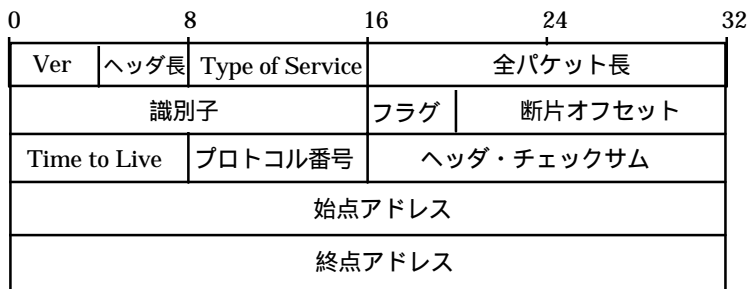 0 8 16 24 32
Ver ヘッダ長 Type of Service 全パケット長
識別子 フラグ 断片オフセット
Time to Live プロトコル番号 ヘッダ・チェックサム
始点アドレス
終点アドレス